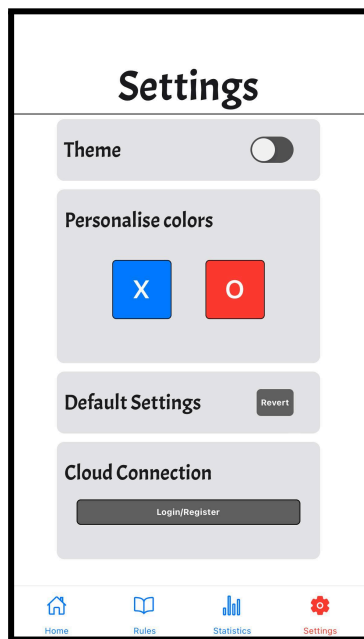 Settings
Theme
Personalise colors
X O
Default Settings Revert
Cloud Connection
Login/Register
Home Rules Statistics Settings